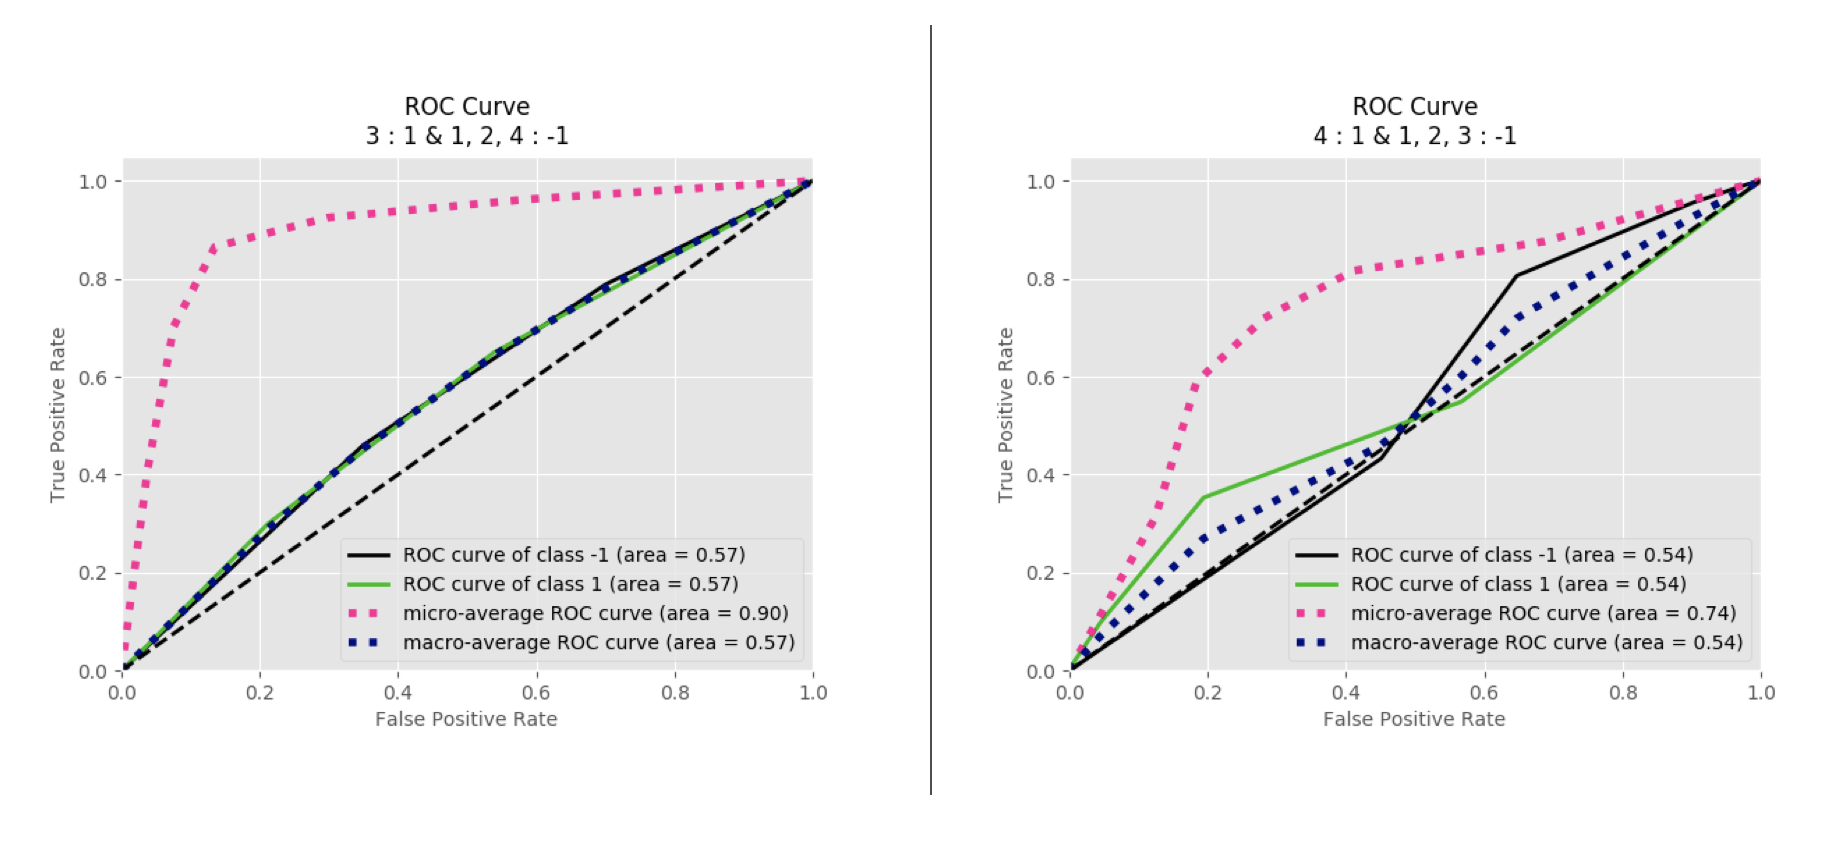 ROC Curve
3 : 1 & 1, 2, 4 : -1
True Positive Rate
1.0
0.8
0.6
0.4
0.2
0.0
0.0 0.2 0.4 0.6 0.8 1.0
False Positive Rate
ROC curve of class -1 (area = 0.57)
ROC curve of class 1 (area = 0.57)
micro-average ROC curve (area = 0.90)
macro-average ROC curve (area = 0.57)
ROC Curve
4 : 1 & 1, 2, 3 : -1
True Positive Rate
1.0
0.8
0.6
0.4
0.2
0.0
0.0 0.2 0.4 0.6 0.8 1.0
False Positive Rate
ROC curve of class -1 (area = 0.54)
ROC curve of class 1 (area = 0.54)
micro-average ROC curve (area = 0.74)
macro-average ROC curve (area = 0.54)